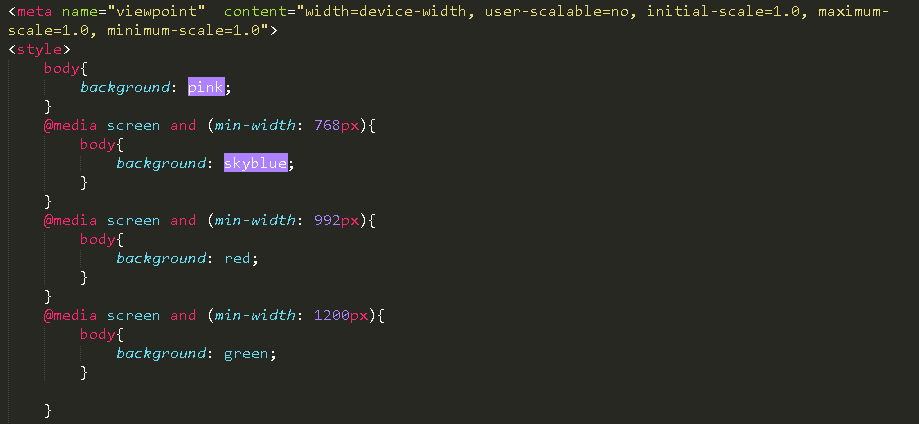 <meta name="viewport"  content="width=device-width, user-scalable=no, initial-scale=1.0, maximum-
scale=1.0, minimum-scale=1.0">
<style>
    body{
        background: pink;
    }
    @media screen and (min-width: 768px){
        body{
            background: skyblue;
        }
    }
    @media screen and (min-width: 992px){
        body{
            background: red;
        }
    }
    @media screen and (min-width: 1200px){
        body{
            background: green;
        }

    }